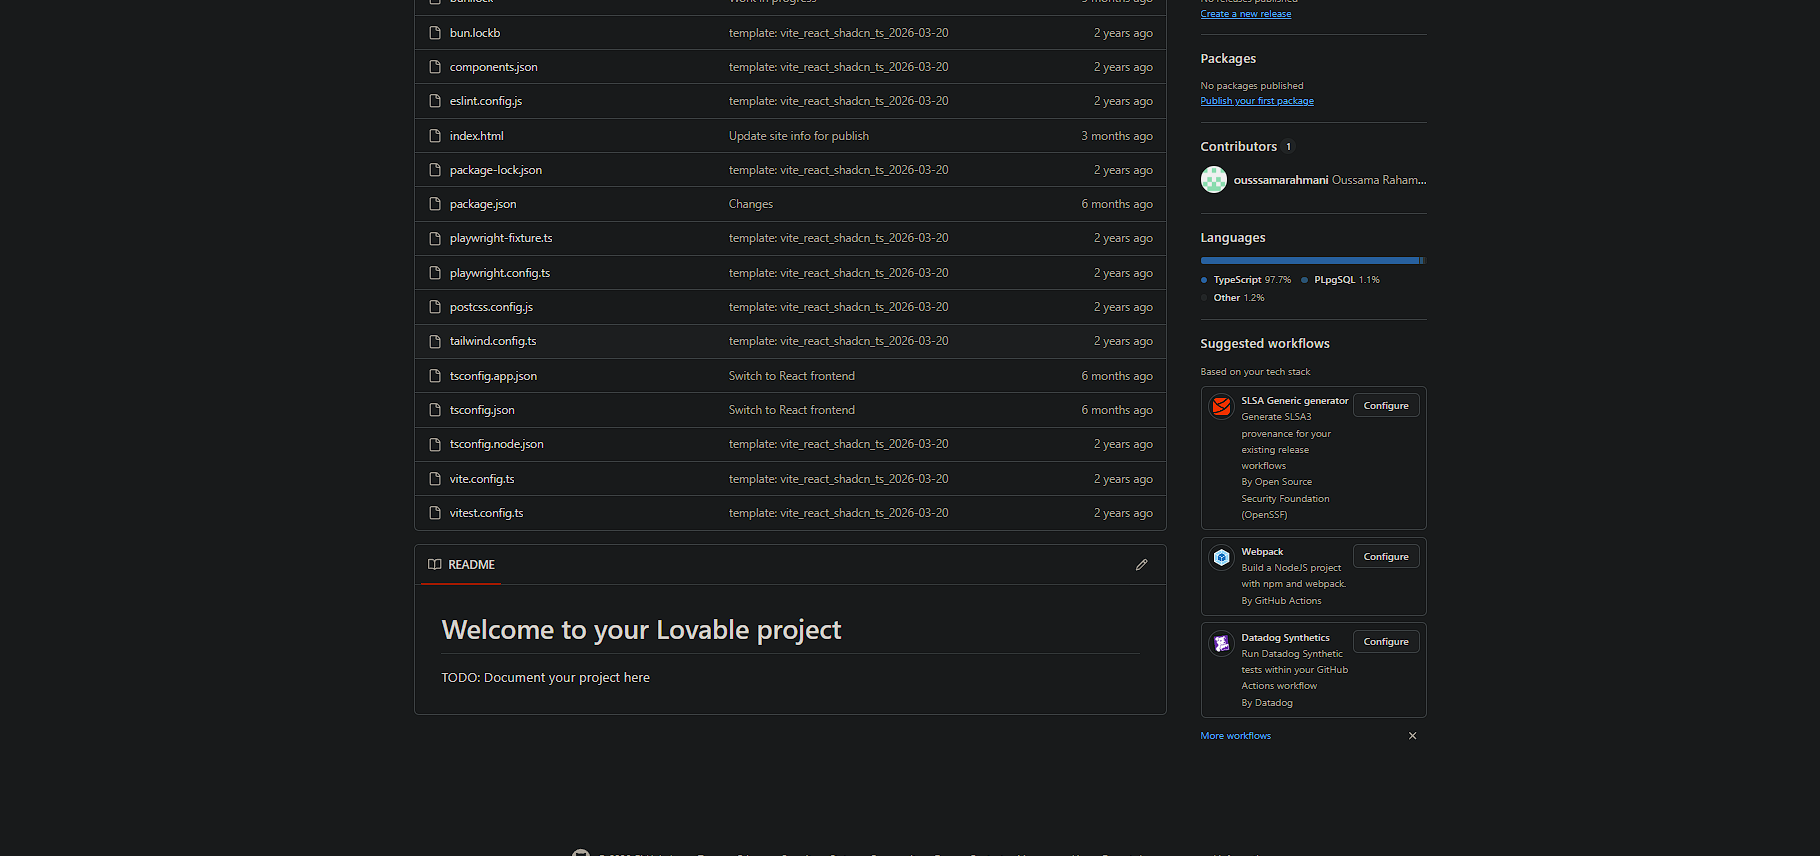 bun.lock Work in progress 3 months ago
bun.lockb template: vite_react_shadcn_ts_2026-03-20 2 years ago
components.json template: vite_react_shadcn_ts_2026-03-20 2 years ago
eslint.config.js template: vite_react_shadcn_ts_2026-03-20 2 years ago
index.html Update site info for publish 3 months ago
package-lock.json template: vite_react_shadcn_ts_2026-03-20 2 years ago
package.json Changes 6 months ago
playwright-fixture.ts template: vite_react_shadcn_ts_2026-03-20 2 years ago
playwright.config.ts template: vite_react_shadcn_ts_2026-03-20 2 years ago
postcss.config.js template: vite_react_shadcn_ts_2026-03-20 2 years ago
tailwind.config.ts template: vite_react_shadcn_ts_2026-03-20 2 years ago
tsconfig.app.json Switch to React frontend 6 months ago
tsconfig.json Switch to React frontend 6 months ago
tsconfig.node.json template: vite_react_shadcn_ts_2026-03-20 2 years ago
vite.config.ts template: vite_react_shadcn_ts_2026-03-20 2 years ago
vitest.config.ts template: vite_react_shadcn_ts_2026-03-20 2 years ago
README
Welcome to your Lovable project
TODO: Document your project here
No releases published
Create a new release
Packages
No packages published
Publish your first package
Contributors 1
ousssamarahmani Oussama Raham...
Languages
TypeScript 97.7% PLpgSQL 1.1%
Other 1.2%
Suggested workflows
Based on your tech stack
SLSA Generic generator Configure
Generate SLSA3
provenance for your
existing release
workflows
By Open Source
Security Foundation
(OpenSSF)
Webpack Configure
Build a NodeJS project
with npm and webpack.
By GitHub Actions
Datadog Synthetics Configure
Run Datadog Synthetic
tests within your GitHub
Actions workflow
By Datadog
More workflows